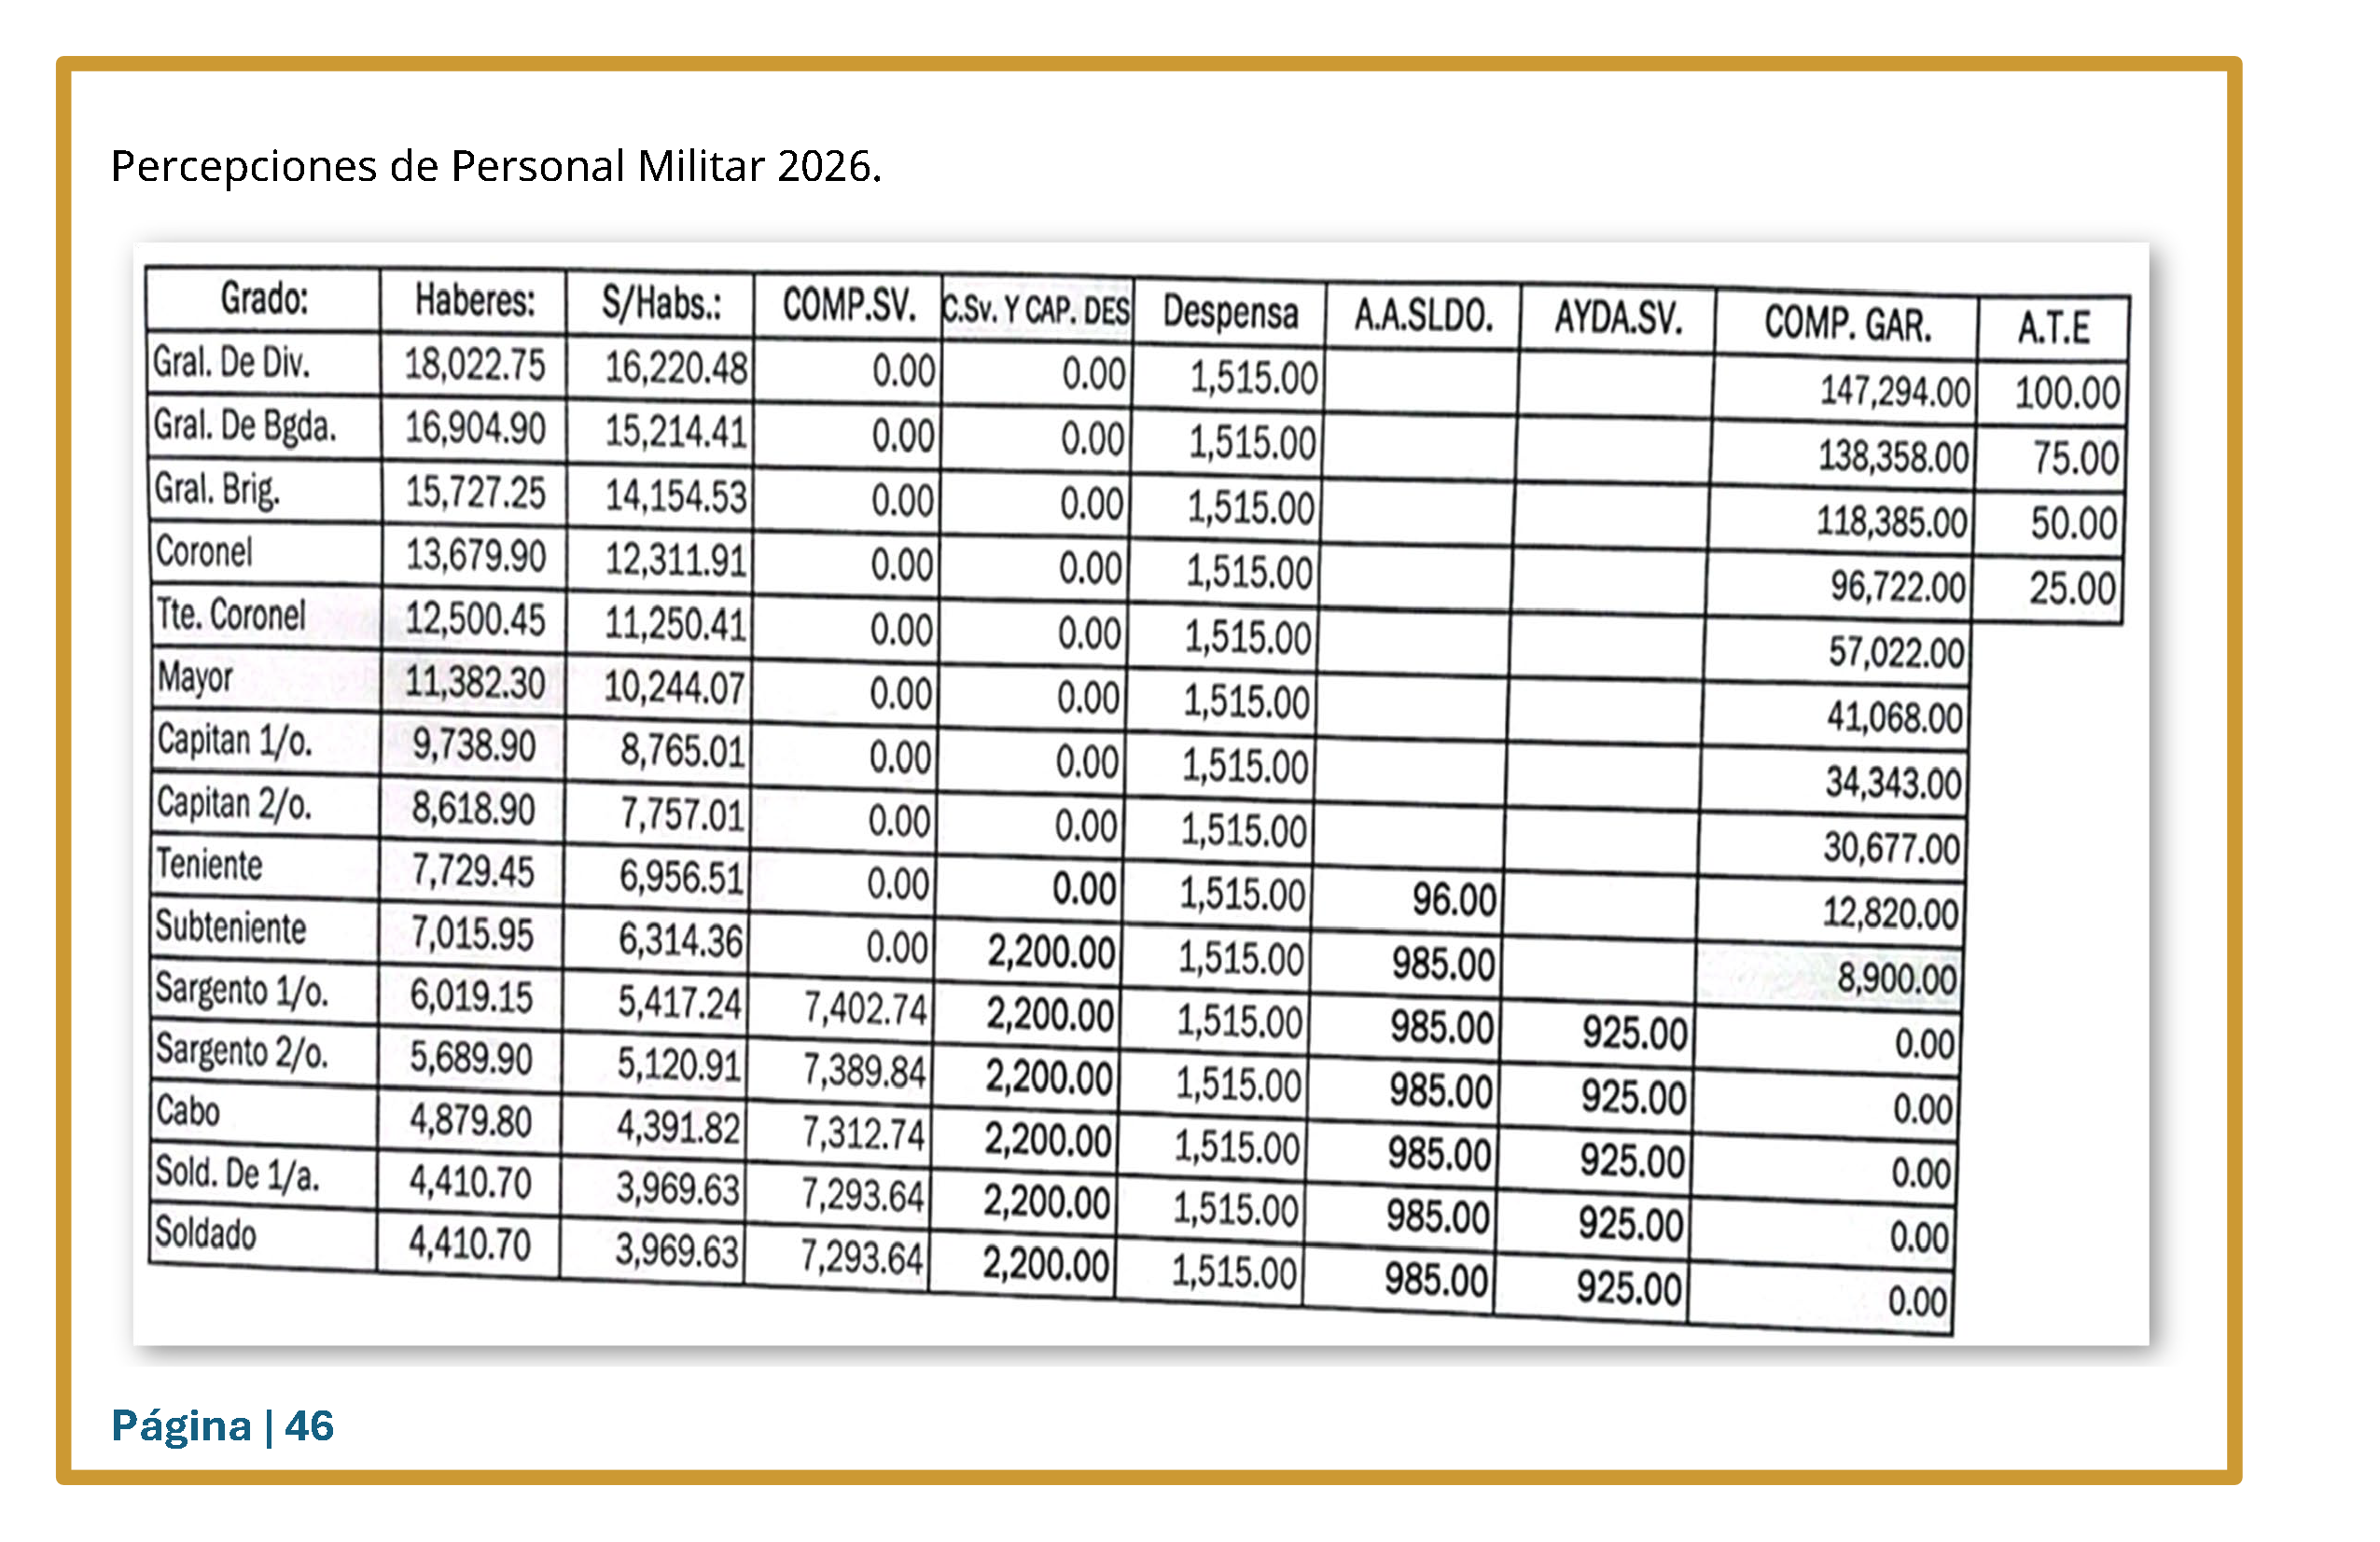 Percepciones de Personal Militar 2026.
Grado: Haberes: S/Habs.: COMP.SV. C.Sv. Y CAP. DES Despensa A.A.SLDO. AYDA.SV. COMP. GAR. A.T.E
Gral. De Div. 18,022.75 16,220.48 0.00 0.00 1,515.00 147,294.00 100.00
Gral. De Bgda. 16,904.90 15,214.41 0.00 0.00 1,515.00 138,358.00 75.00
Gral. Brig. 15,727.25 14,154.53 0.00 0.00 1,515.00 118,385.00 50.00
Coronel 13,679.90 12,311.91 0.00 0.00 1,515.00 96,722.00 25.00
Tte. Coronel 12,500.45 11,250.41 0.00 0.00 1,515.00 57,022.00
Mayor 11,382.30 10,244.07 0.00 0.00 1,515.00 41,068.00
Capitan 1/o. 9,738.90 8,765.01 0.00 0.00 1,515.00 34,343.00
Capitan 2/o. 8,618.90 7,757.01 0.00 0.00 1,515.00 30,677.00
Teniente 7,729.45 6,956.51 0.00 0.00 1,515.00 96.00 12,820.00
Subteniente 7,015.95 6,314.36 0.00 2,200.00 1,515.00 985.00 8,900.00
Sargento 1/o. 6,019.15 5,417.24 7,402.74 2,200.00 1,515.00 985.00 925.00 0.00
Sargento 2/o. 5,689.90 5,120.91 7,389.84 2,200.00 1,515.00 985.00 925.00 0.00
Cabo 4,879.80 4,391.82 7,312.74 2,200.00 1,515.00 985.00 925.00 0.00
Sold. De 1/a. 4,410.70 3,969.63 7,293.64 2,200.00 1,515.00 985.00 925.00 0.00
Soldado 4,410.70 3,969.63 7,293.64 2,200.00 1,515.00 985.00 925.00 0.00
Página | 46